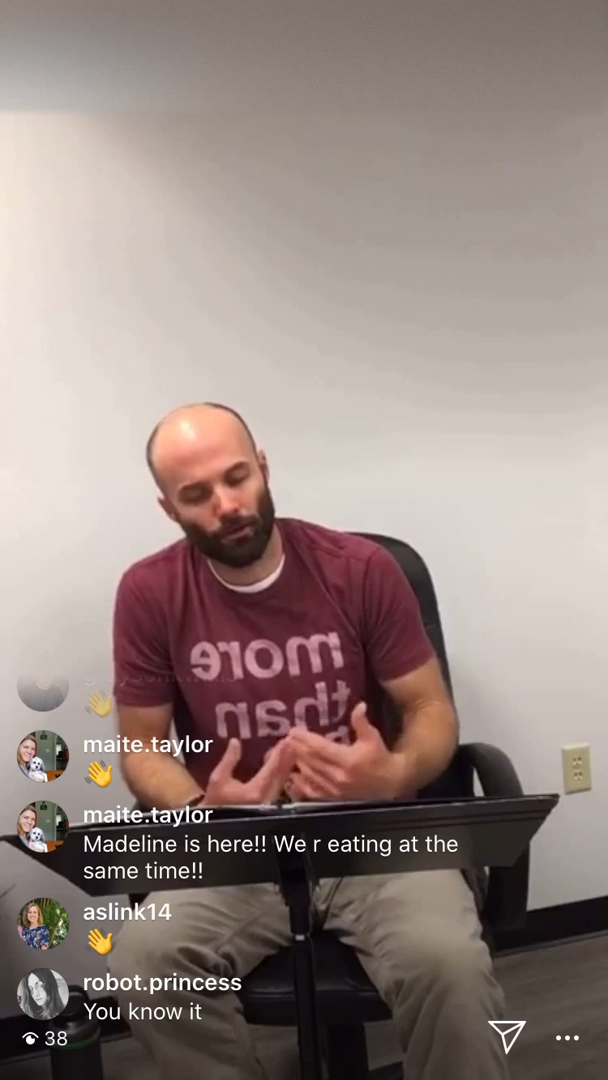 more
than
👋
maite.taylor
👋
maite.taylor
Madeline is here!! We r eating at the
same time!!
aslink14
👋
robot.princess
You know it
38